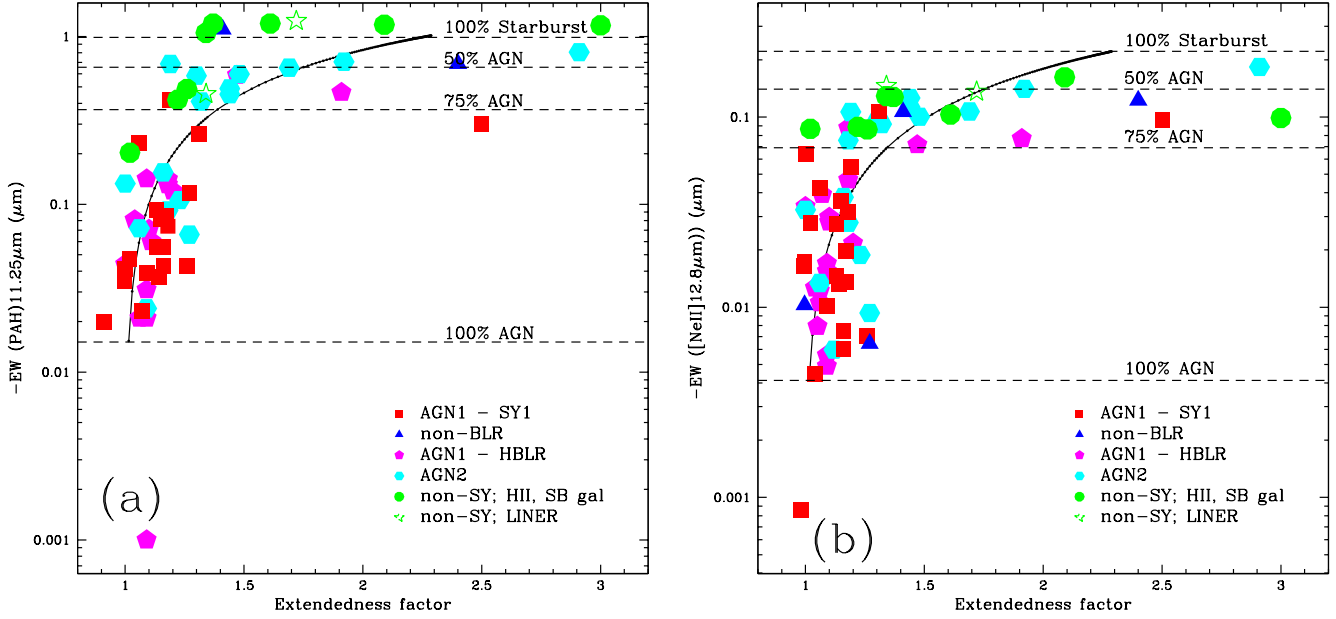 100% Starburst
50% AGN
75% AGN
100% AGN
AGN1 - SY1
non-BLR
AGN1 - HBLR
AGN2
non-SY; HII, SB gal
non-SY; LINER
(a)
1
0.1
0.01
0.001
-EW (PAH)11.25μm (μm)
1
1.5
2
2.5
3
Extendedness factor
100% Starburst
50% AGN
75% AGN
100% AGN
AGN1 - SY1
non-BLR
AGN1 - HBLR
AGN2
non-SY; HII, SB gal
non-SY; LINER
(b)
0.1
0.01
0.001
-EW ([NeII]12.8μm)) (μm)
1
1.5
2
2.5
3
Extendedness factor